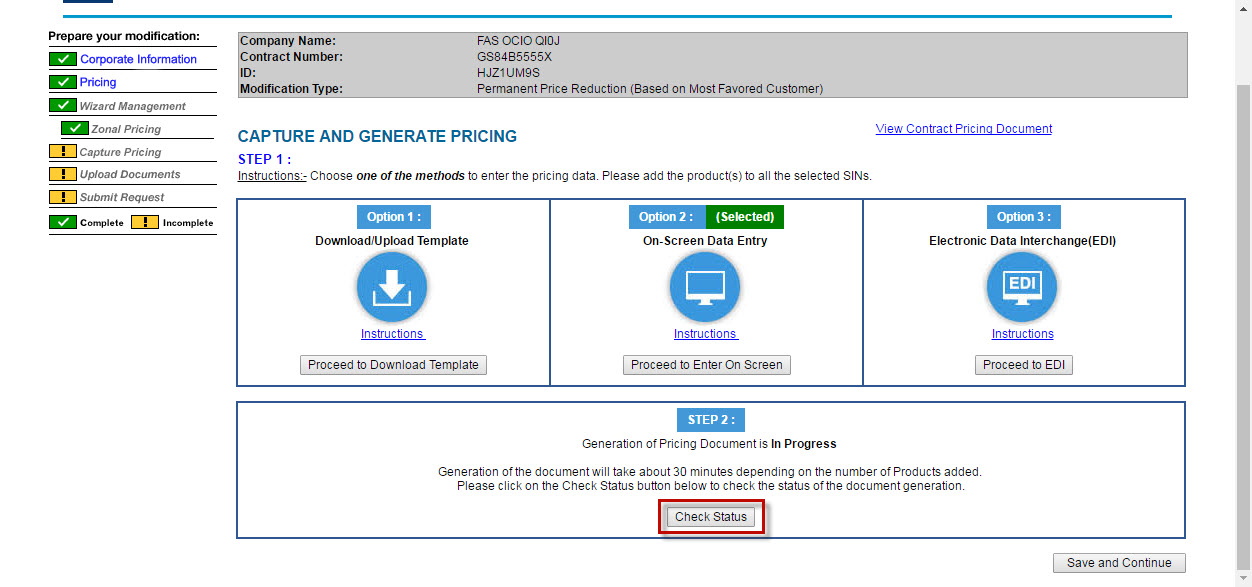 Prepare your modification:
Corporate Information
Pricing
Wizard Management
Zonal Pricing
Capture Pricing
Upload Documents
Submit Request
Complete ! Incomplete
Company Name: FAS OCIO QI0J
Contract Number: GS84B5555X
ID: HJZ1UM9S
Modification Type: Permanent Price Reduction (Based on Most Favored Customer)
CAPTURE AND GENERATE PRICING
View Contract Pricing Document
STEP 1 :
Instructions:- Choose one of the methods to enter the pricing data. Please add the product(s) to all the selected SINs.
Option 1 :
Download/Upload Template
Instructions
Proceed to Download Template
Option 2 : (Selected)
On-Screen Data Entry
Instructions
Proceed to Enter On Screen
Option 3 :
Electronic Data Interchange(EDI)
EDI
Instructions
Proceed to EDI
STEP 2 :
Generation of Pricing Document is In Progress
Generation of the document will take about 30 minutes depending on the number of Products added.
Please click on the Check Status button below to check the status of the document generation.
Check Status
Save and Continue